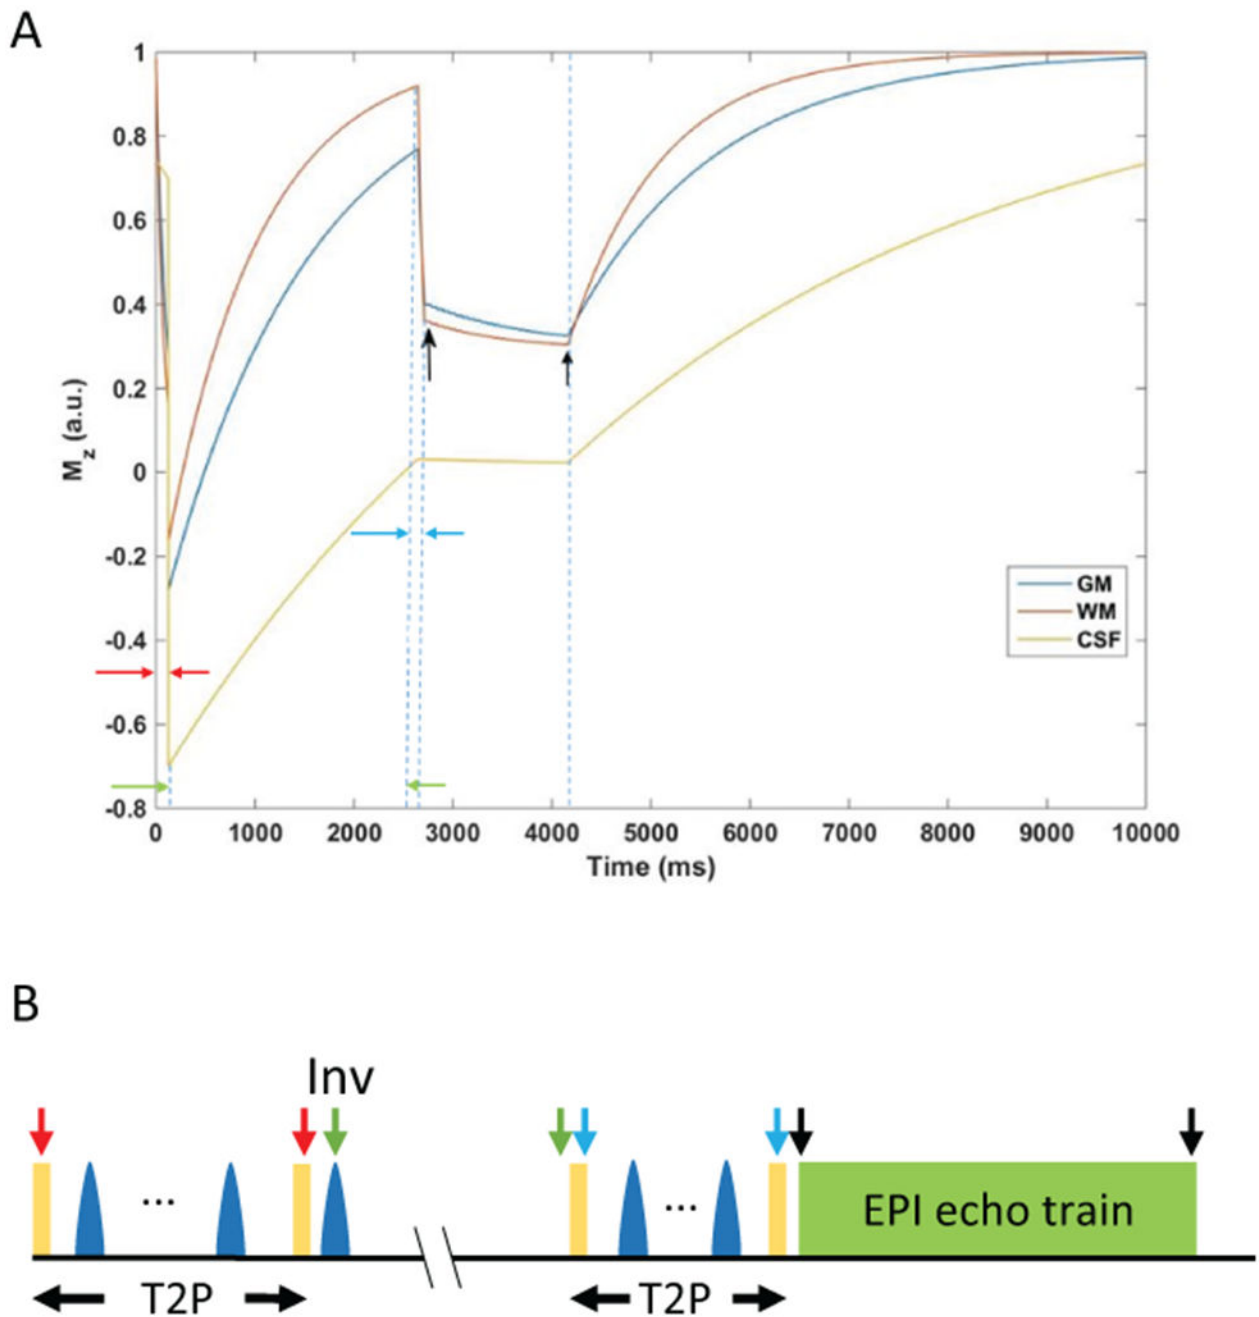 A
1
0.8
0.6
0.4
0.2
0
-0.2
-0.4
-0.6
-0.8
Mz (a.u.)
GM
WM
CSF
0 1000 2000 3000 4000 5000 6000 7000 8000 9000 10000
Time (ms)
B
Inv
... ... EPI echo train
T2P T2P